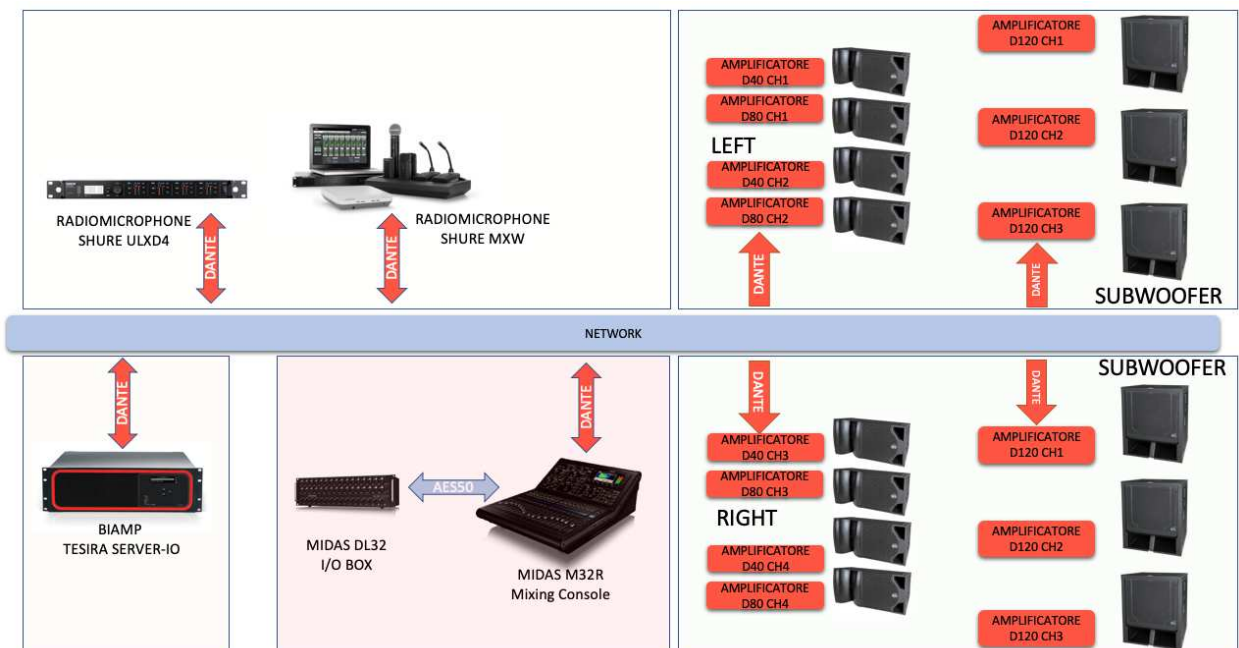 RADIOMICROPHONE
SHURE ULXD4
DANTE
RADIOMICROPHONE
SHURE MXW
DANTE
AMPLIFICATORE
D40 CH1
AMPLIFICATORE
D80 CH1
LEFT
AMPLIFICATORE
D40 CH2
AMPLIFICATORE
D80 CH2
DANTE
AMPLIFICATORE
D120 CH1
AMPLIFICATORE
D120 CH2
AMPLIFICATORE
D120 CH3
DANTE
SUBWOOFER
NETWORK
DANTE
BIAMP
TESIRA SERVER-IO
MIDAS DL32
I/O BOX
AES50
DANTE
MIDAS M32R
Mixing Console
DANTE
AMPLIFICATORE
D40 CH3
AMPLIFICATORE
D80 CH3
RIGHT
AMPLIFICATORE
D40 CH4
AMPLIFICATORE
D80 CH4
DANTE
SUBWOOFER
AMPLIFICATORE
D120 CH1
AMPLIFICATORE
D120 CH2
AMPLIFICATORE
D120 CH3